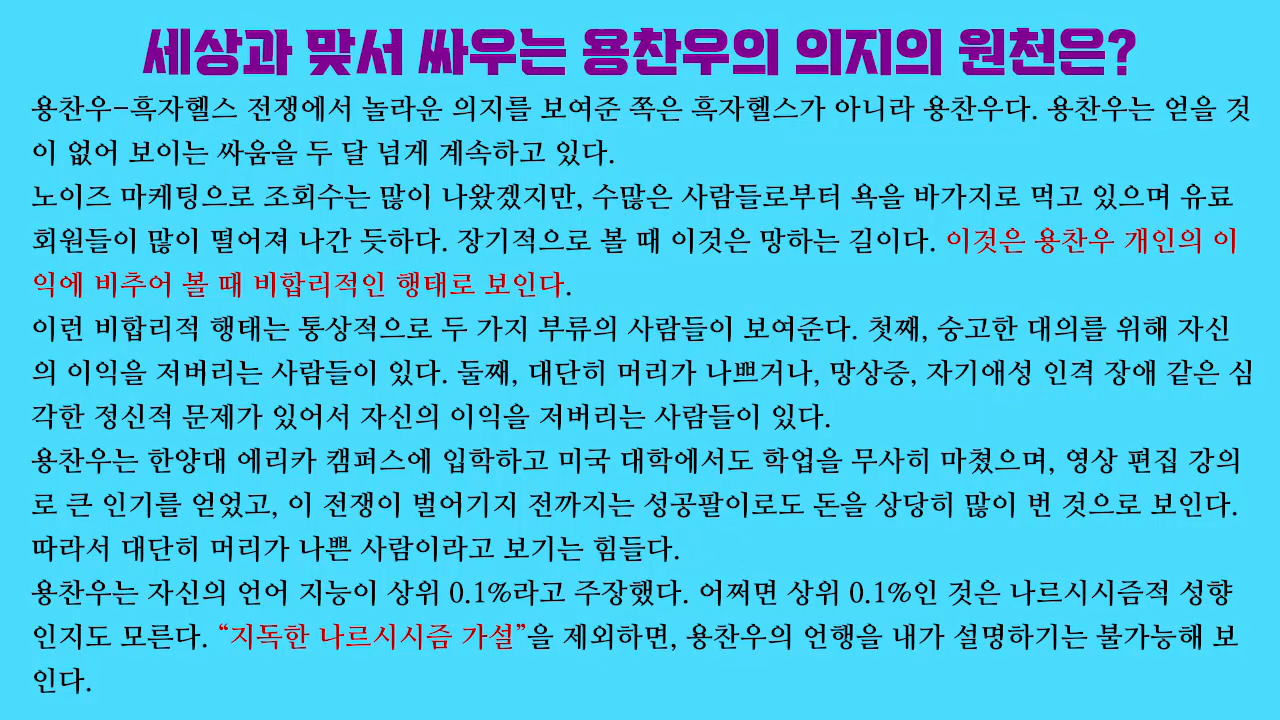 세상과 맞서 싸우는 용찬우의 의지의 원천은?
용찬우-흑자헬스 전쟁에서 놀라운 의지를 보여준 쪽은 흑자헬스가 아니라 용찬우다. 용찬우는 얻을 것
이 없어 보이는 싸움을 두 달 넘게 계속하고 있다.
노이즈 마케팅으로 조회수는 많이 나왔겠지만, 수많은 사람들로부터 욕을 바가지로 먹고 있으며 유료
회원들이 많이 떨어져 나간 듯하다. 장기적으로 볼 때 이것은 망하는 길이다. 이것은 용찬우 개인의 이
익에 비추어 볼 때 비합리적인 행태로 보인다.
이런 비합리적 행태는 통상적으로 두 가지 부류의 사람들이 보여준다. 첫째, 숭고한 대의를 위해 자신
의 이익을 저버리는 사람들이 있다. 둘째, 대단히 머리가 나쁘거나, 망상증, 자기애성 인격 장애 같은 심
각한 정신적 문제가 있어서 자신의 이익을 저버리는 사람들이 있다.
용찬우는 한양대 에리카 캠퍼스에 입학하고 미국 대학에서도 학업을 무사히 마쳤으며, 영상 편집 강의
로 큰 인기를 얻었고, 이 전쟁이 벌어기지 전까지는 성공팔이로도 돈을 상당히 많이 번 것으로 보인다.
따라서 대단히 머리가 나쁜 사람이라고 보기는 힘들다.
용찬우는 자신의 언어 지능이 상위 0.1%라고 주장했다. 어쩌면 상위 0.1%인 것은 나르시시즘적 성향
인지도 모른다. “지독한 나르시시즘 가설”을 제외하면, 용찬우의 언행을 내가 설명하기는 불가능해 보
인다.